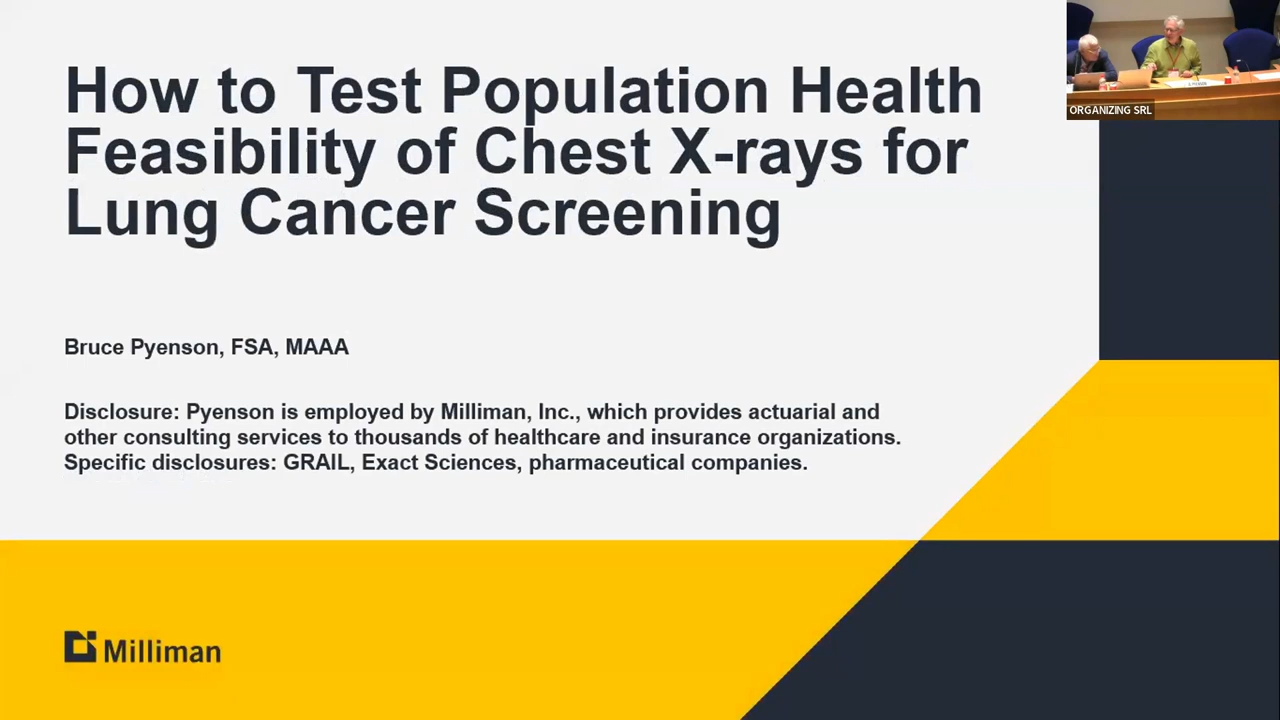 How to Test Population Health
Feasibility of Chest X-rays for
Lung Cancer Screening
ORGANIZING SRL
Bruce Pyenson, FSA, MAAA
Disclosure: Pyenson is employed by Milliman, Inc., which provides actuarial and
other consulting services to thousands of healthcare and insurance organizations.
Specific disclosures: GRAIL, Exact Sciences, pharmaceutical companies.
Milliman